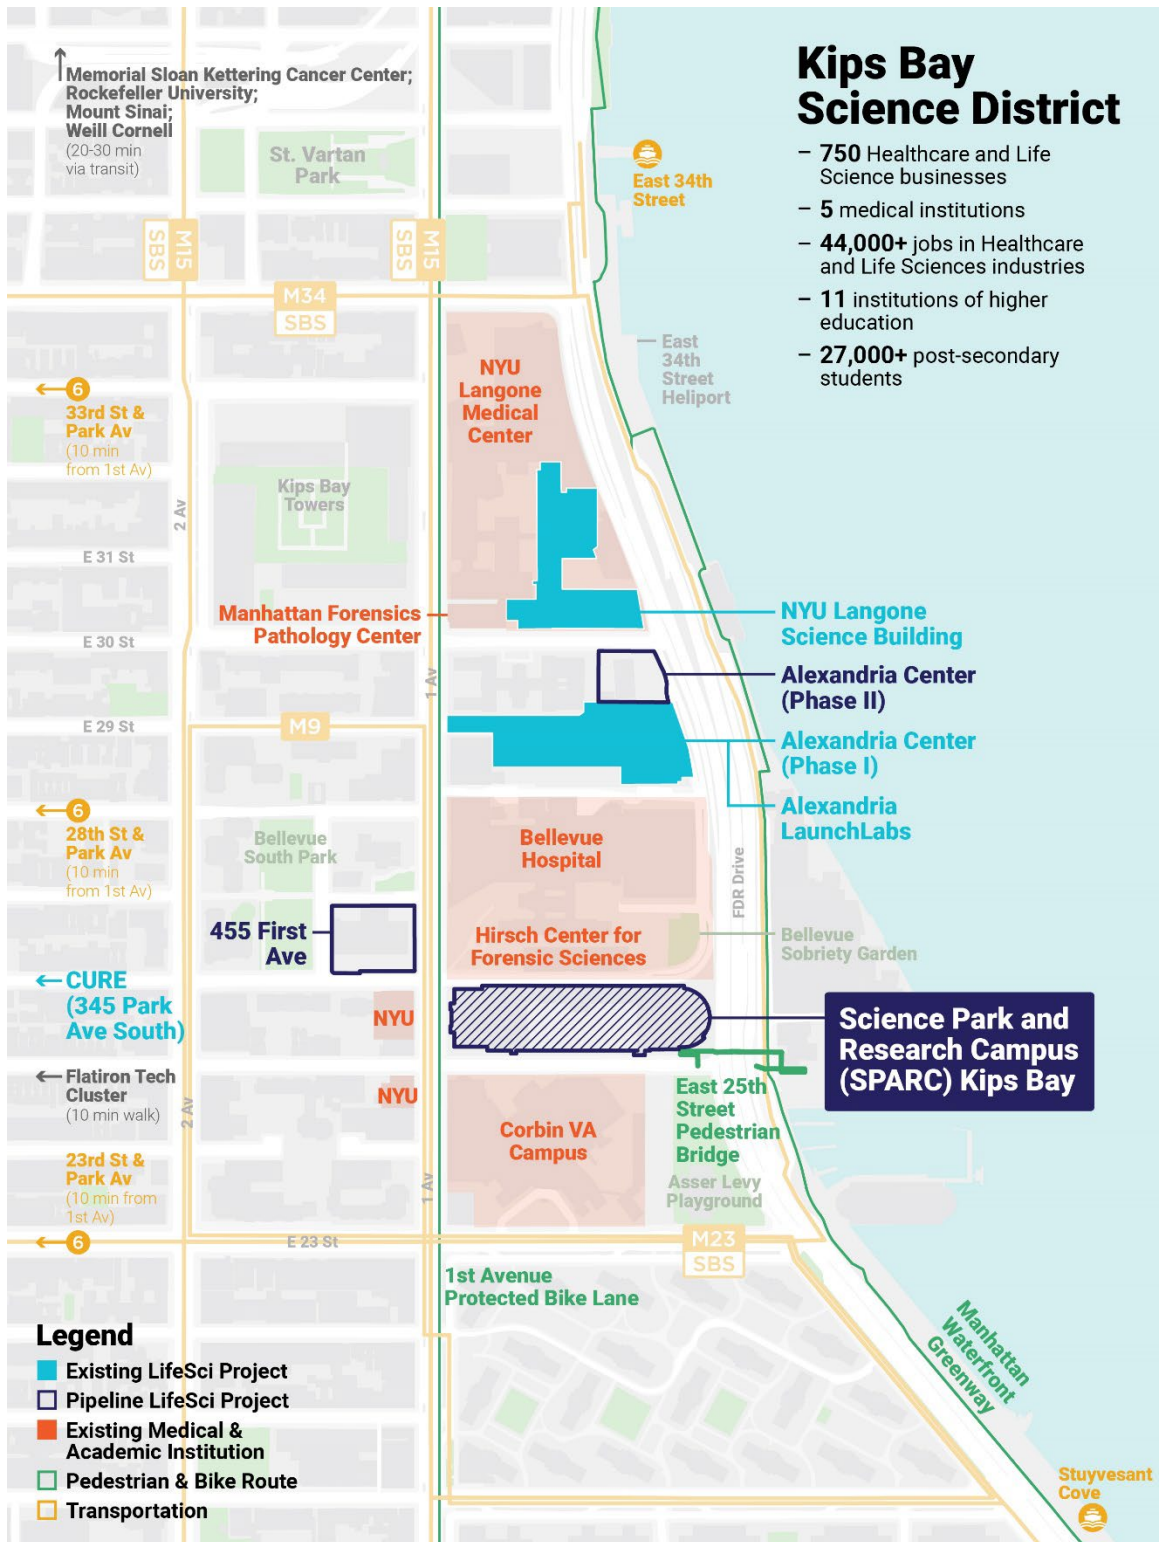 Kips Bay
Science District
– 750 Healthcare and Life
Science businesses
– 5 medical institutions
– 44,000+ jobs in Healthcare
and Life Sciences industries
– 11 institutions of higher
education
– 27,000+ post-secondary
students
Memorial Sloan Kettering Cancer Center;
Rockefeller University;
Mount Sinai;
Weill Cornell
(20-30 min
via transit)
St. Vartan
Park
East 34th
Street
M15
SBS
M15
SBS
M34
SBS
East
34th
Street
Heliport
NYU
Langone
Medical
Center
6
33rd St &
Park Av
(10 min
from 1st Av)
Kips Bay
Towers
2 Av
E 31 St
Manhattan Forensics
Pathology Center
NYU Langone
Science Building
E 30 St
Alexandria Center
(Phase II)
1 Av
E 29 St
M9
Alexandria Center
(Phase I)
Alexandria
LaunchLabs
6
28th St &
Park Av
(10 min
from 1st Av)
Bellevue
South Park
Bellevue
Hospital
FDR Drive
455 First
Ave
Hirsch Center for
Forensic Sciences
Bellevue
Sobriety Garden
CURE
(345 Park
Ave South)
NYU
Science Park and
Research Campus
(SPARC) Kips Bay
Flatiron Tech
Cluster
(10 min walk)
2 Av
NYU
East 25th
Street
Pedestrian
Bridge
Corbin VA
Campus
23rd St &
Park Av
(10 min from
1st Av)
6
1 Av
Asser Levy
Playground
E 23 St
M23
SBS
1st Avenue
Protected Bike Lane
Manhattan
Waterfront
Greenway
Legend
Existing LifeSci Project
Pipeline LifeSci Project
Existing Medical &
Academic Institution
Pedestrian & Bike Route
Transportation
Stuyvesant
Cove